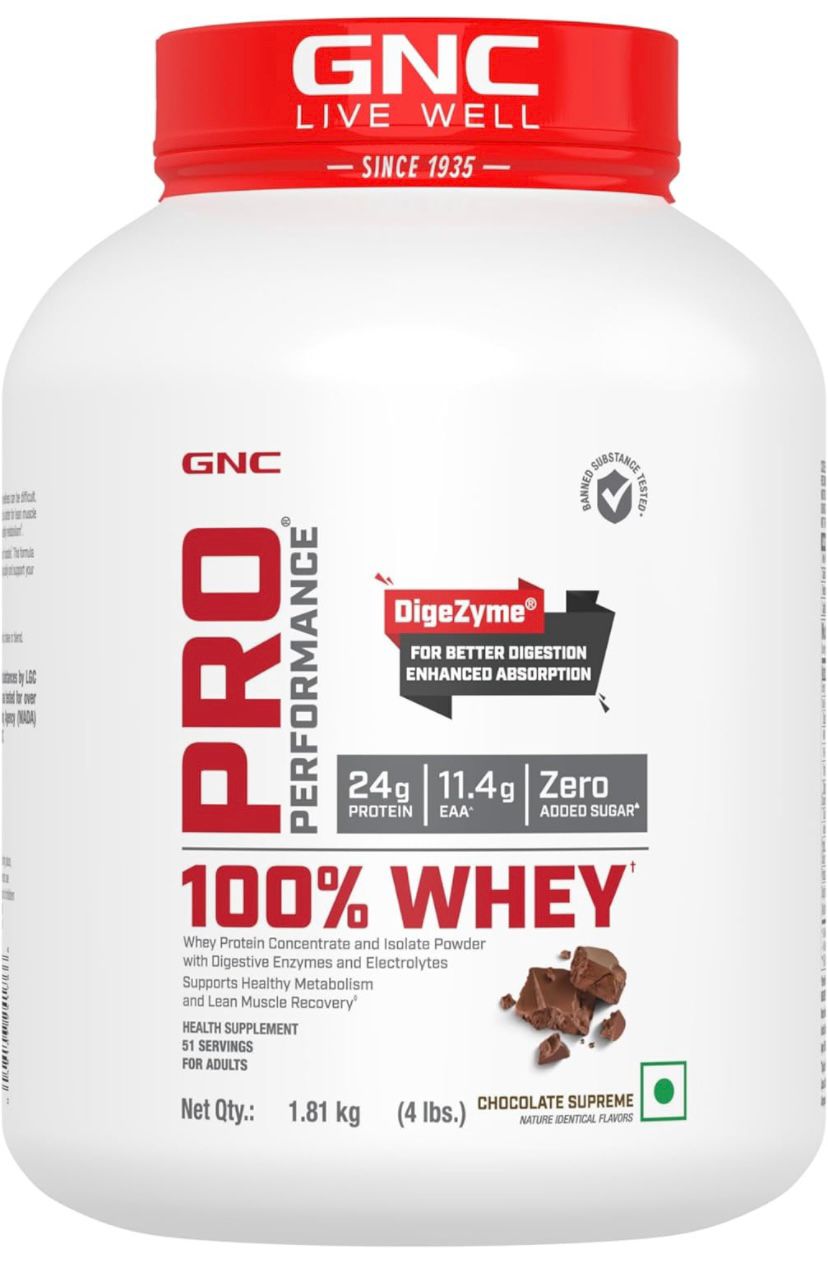 GNC
LIVE WELL
— SINCE 1935 —
GNC
BANNED SUBSTANCE TESTED
PRO®
PERFORMANCE
DigeZyme®
FOR BETTER DIGESTION
ENHANCED ABSORPTION
24g PROTEIN
11.4g EAA^
Zero ADDED SUGAR
100% WHEY†
Whey Protein Concentrate and Isolate Powder
with Digestive Enzymes and Electrolytes
Supports Healthy Metabolism
and Lean Muscle Recovery◊
HEALTH SUPPLEMENT
51 SERVINGS
FOR ADULTS
Net Qty.: 1.81 kg (4 lbs.)
CHOCOLATE SUPREME
NATURE IDENTICAL FLAVORS